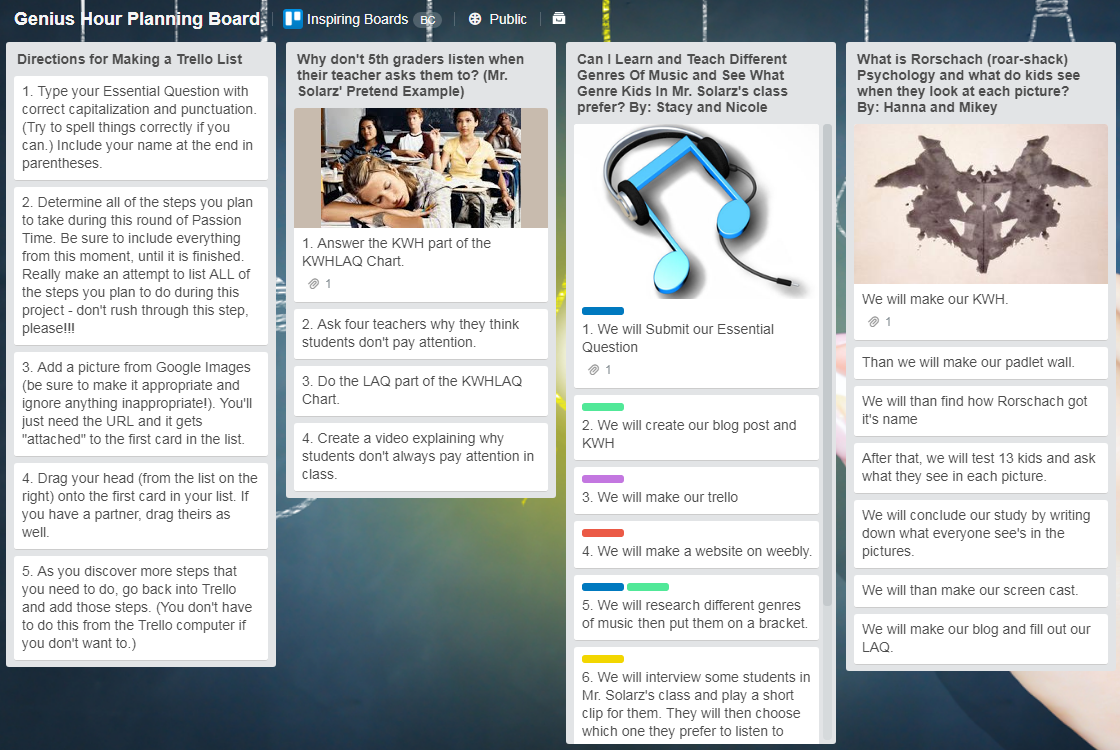 Genius Hour Planning Board
Inspiring Boards BC
Public
Directions for Making a Trello List
1. Type your Essential Question with
correct capitalization and punctuation.
(Try to spell things correctly if you
can.) Include your name at the end in
parentheses.
2. Determine all of the steps you plan
to take during this round of Passion
Time. Be sure to include everything
from this moment, until it is finished.
Really make an attempt to list ALL of
the steps you plan to do during this
project - don't rush through this step,
please!!!
3. Add a picture from Google Images
(be sure to make it appropriate and
ignore anything inappropriate!). You'll
just need the URL and it gets
"attached" to the first card in the list.
4. Drag your head (from the list on the
right) onto the first card in your list. If
you have a partner, drag theirs as
well.
5. As you discover more steps that
you need to do, go back into Trello
and add those steps. (You don't have
to do this from the Trello computer if
you don't want to.)
Why don't 5th graders listen when
their teacher asks them to? (Mr.
Solarz' Pretend Example)
1. Answer the KWH part of the
KWHLAQ Chart.
1
2. Ask four teachers why they think
students don't pay attention.
3. Do the LAQ part of the KWHLAQ
Chart.
4. Create a video explaining why
students don't always pay attention in
class.
Can I Learn and Teach Different
Genres Of Music and See What
Genre Kids In Mr. Solarz's class
prefer? By: Stacy and Nicole
1. We will Submit our Essential
Question
1
2. We will create our blog post and
KWH
3. We will make our trello
4. We will make a website on weebly.
5. We will research different genres
of music then put them on a bracket.
6. We will interview some students in
Mr. Solarz's class and play a short
clip for them. They will then choose
which one they prefer to listen to
What is Rorschach (roar-shack)
Psychology and what do kids see
when they look at each picture?
By: Hanna and Mikey
We will make our KWH.
1
Than we will make our padlet wall.
We will than find how Rorschach got
it's name
After that, we will test 13 kids and ask
what they see in each picture.
We will conclude our study by writing
down what everyone see's in the
pictures.
We will than make our screen cast.
We will make our blog and fill out our
LAQ.